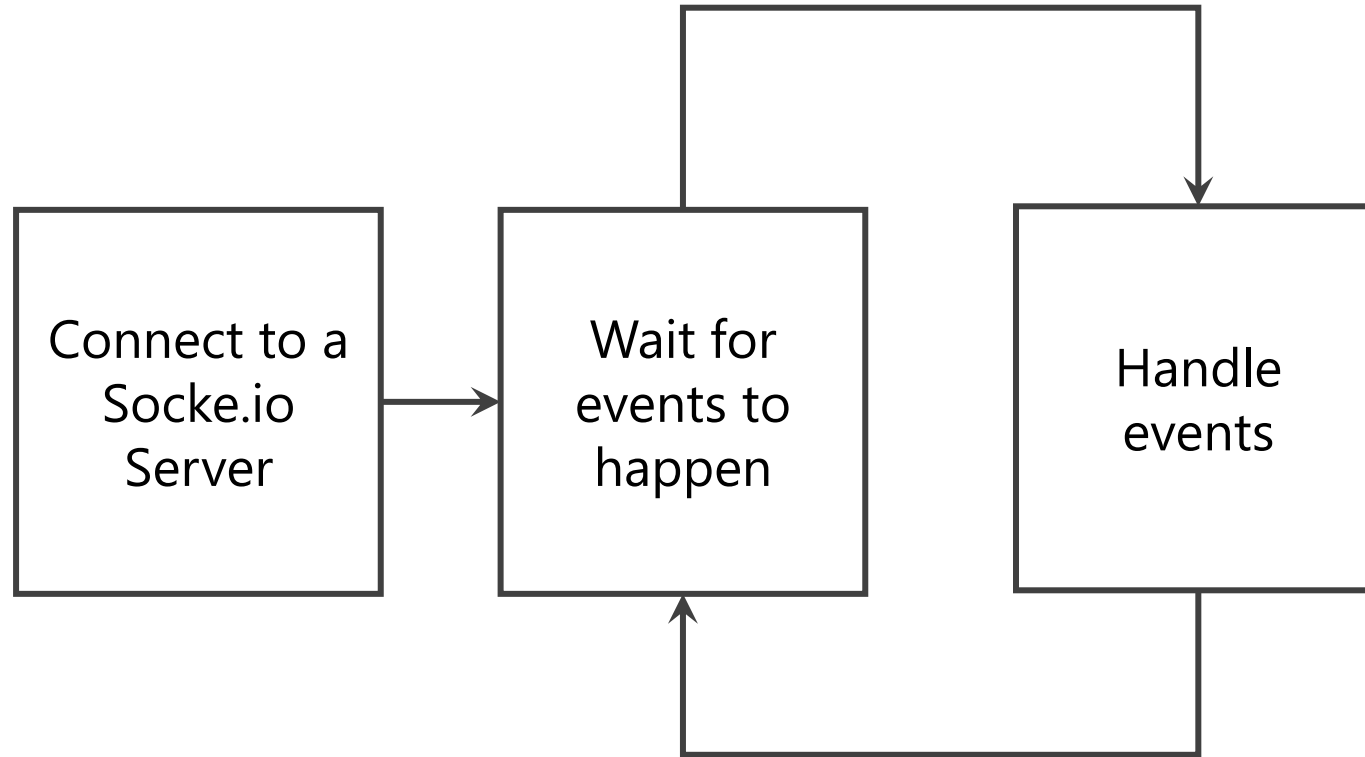 Connect to a
Socke.io
Server
Wait for
events to
happen
Handle
events